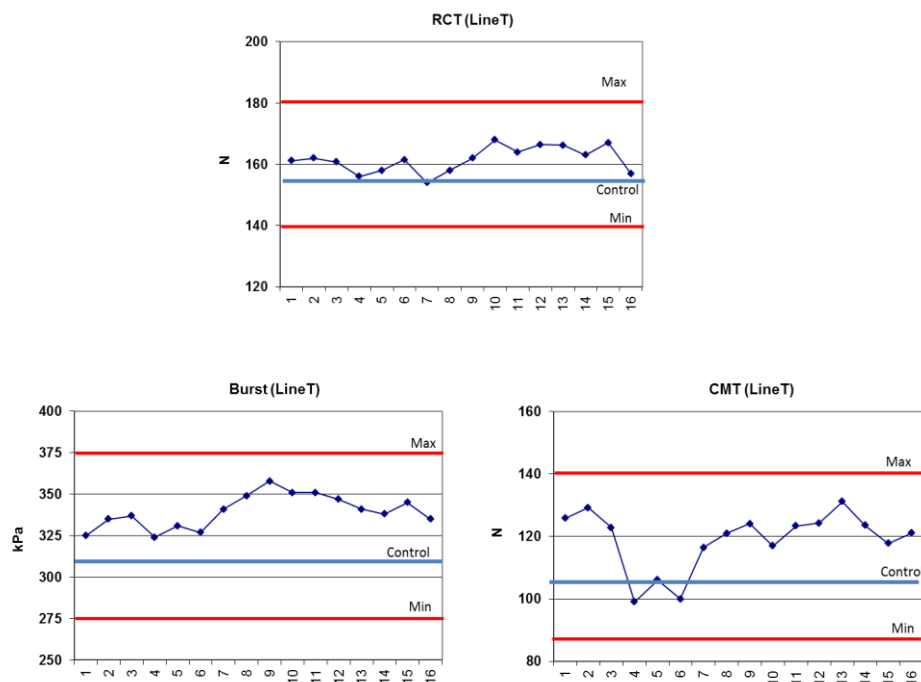 RCT (LineT)
200
Max
180
N
160
Control
Min
140
120
1 2 3 4 5 6 7 8 9 10 11 12 13 14 15 16
Burst (LineT)
400
Max
375
350
kPa
325
Control
300
Min
275
250
1 2 3 4 5 6 7 8 9 10 11 12 13 14 15 16
CMT (LineT)
160
Max
140
N
120
Control
100
Min
80
1 2 3 4 5 6 7 8 9 10 11 12 13 14 15 16